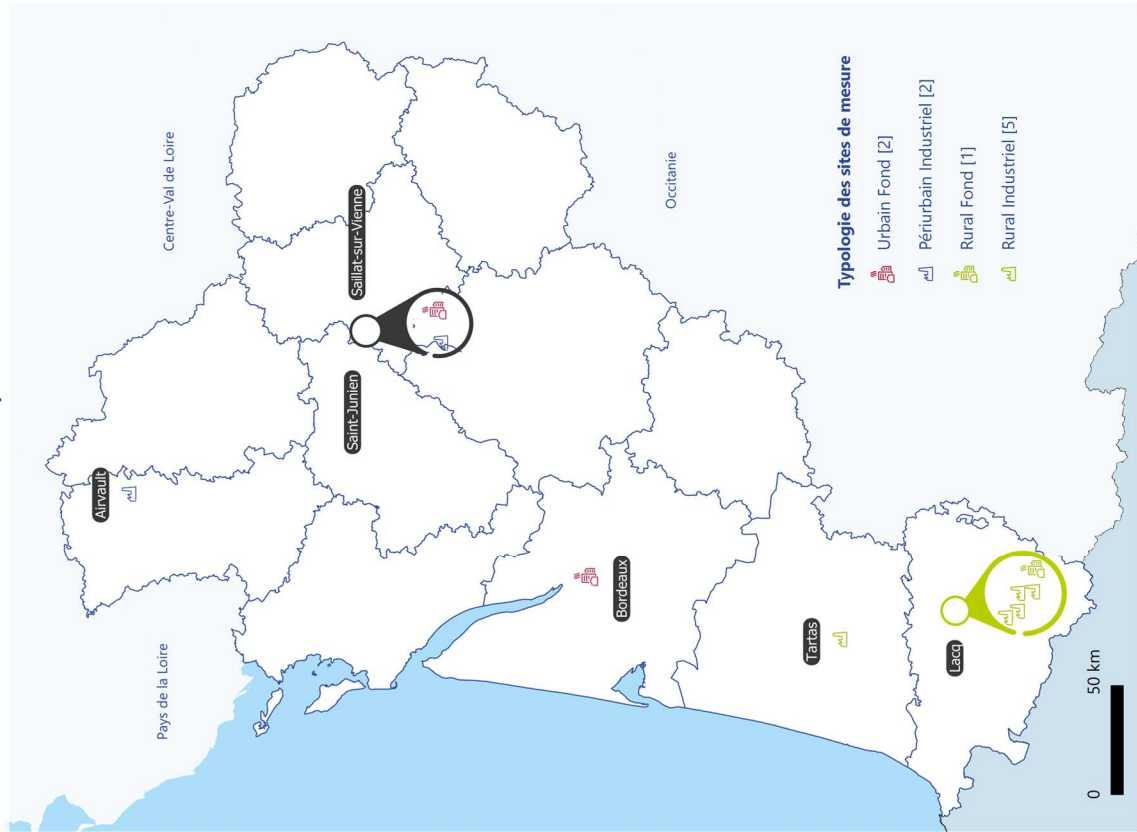 Centre-Val de Loire
Pays de la Loire
Airvault
Saillat-sur-Vienne
Saint-Junien
Occitanie
Bordeaux
Tartas
Lacq
Typologie des sites de mesure
Urbain Fond [2]
Périurbain Industriel [2]
Rural Fond [1]
Rural Industriel [5]
0
50 km